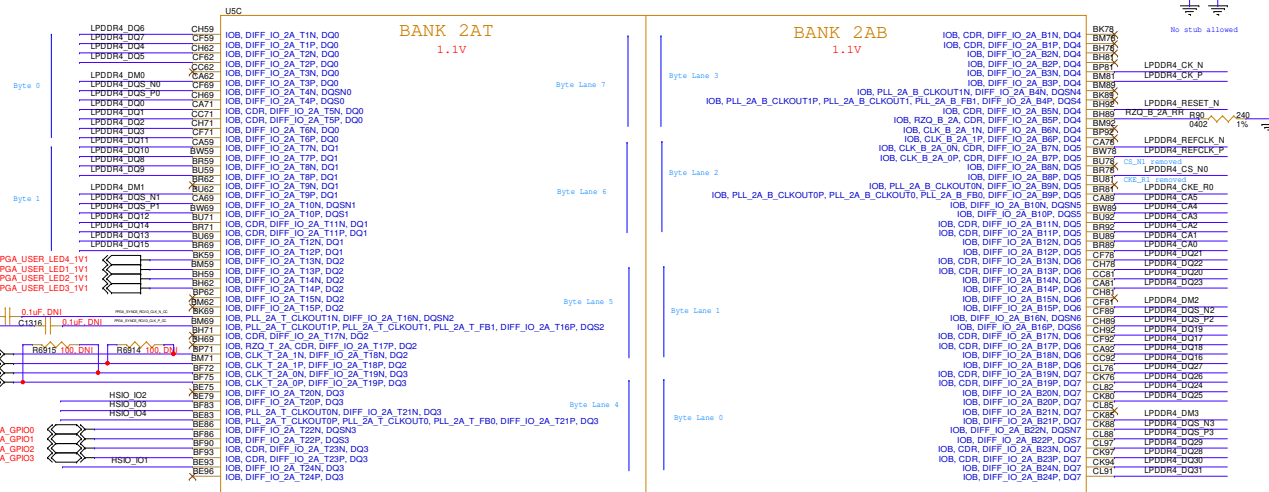 U5C
BANK 2AT
1.1V
BANK 2AB
1.1V
No stub allowed
LPDDR4_DQ6 CH59 IOB, DIFF_IO_2A_T1N, DQ0
LPDDR4_DQ7 CF59 IOB, DIFF_IO_2A_T1P, DQ0
LPDDR4_DQ4 CH62 IOB, DIFF_IO_2A_T2N, DQ0
LPDDR4_DQ5 CF62 IOB, DIFF_IO_2A_T2P, DQ0
CC62 IOB, DIFF_IO_2A_T3N, DQ0
LPDDR4_DM0 CA62 IOB, DIFF_IO_2A_T3P, DQ0
LPDDR4_DQS_N0 CF69 IOB, DIFF_IO_2A_T4N, DQSN0
LPDDR4_DQS_P0 CH69 IOB, DIFF_IO_2A_T4P, DQS0
LPDDR4_DQ0 CA71 IOB, CDR, DIFF_IO_2A_T5N, DQ0
LPDDR4_DQ1 CC71 IOB, CDR, DIFF_IO_2A_T5P, DQ0
LPDDR4_DQ2 CH71 IOB, DIFF_IO_2A_T6N, DQ0
LPDDR4_DQ3 CF71 IOB, DIFF_IO_2A_T6P, DQ0
LPDDR4_DQ11 CA59 IOB, DIFF_IO_2A_T7N, DQ1
LPDDR4_DQ10 BW59 IOB, DIFF_IO_2A_T7P, DQ1
LPDDR4_DQ8 BR59 IOB, DIFF_IO_2A_T8N, DQ1
LPDDR4_DQ9 BU59 IOB, DIFF_IO_2A_T8P, DQ1
BR62 IOB, DIFF_IO_2A_T9N, DQ1
LPDDR4_DM1 BU62 IOB, DIFF_IO_2A_T9P, DQ1
LPDDR4_DQS_N1 CA69 IOB, DIFF_IO_2A_T10N, DQSN1
LPDDR4_DQS_P1 BW69 IOB, DIFF_IO_2A_T10P, DQS1
LPDDR4_DQ12 BU71 IOB, CDR, DIFF_IO_2A_T11N, DQ1
LPDDR4_DQ14 BR71 IOB, CDR, DIFF_IO_2A_T11P, DQ1
LPDDR4_DQ13 BU69 IOB, DIFF_IO_2A_T12N, DQ1
LPDDR4_DQ15 BR69 IOB, DIFF_IO_2A_T12P, DQ1
PGA_USER_LED4_1V1 BK59 IOB, DIFF_IO_2A_T13N, DQ2
PGA_USER_LED1_1V1 BM59 IOB, DIFF_IO_2A_T13P, DQ2
PGA_USER_LED2_1V1 BH59 IOB, DIFF_IO_2A_T14N, DQ2
PGA_USER_LED3_1V1 BH62 IOB, DIFF_IO_2A_T14P, DQ2
BP62 IOB, DIFF_IO_2A_T15N, DQ2
BM62 IOB, DIFF_IO_2A_T15P, DQ2
0.1uF, DNI BK69 IOB, PLL_2A_T_CLKOUT1N, DIFF_IO_2A_T16N, DQSN2
C1316 0.1uF, DNI BM69 IOB, PLL_2A_T_CLKOUT1P, PLL_2A_T_CLKOUT1, PLL_2A_T_FB1, DIFF_IO_2A_T16P, DQS2
BH71 IOB, CDR, DIFF_IO_2A_T17N, DQ2
BH69 IOB, RZQ_T_2A, CDR, DIFF_IO_2A_T17P, DQ2
R6915 100, DNI R6914 100, DNI BP71 IOB, CLK_T_2A_1N, DIFF_IO_2A_T18N, DQ2
BM71 IOB, CLK_T_2A_1P, DIFF_IO_2A_T18P, DQ2
BF72 IOB, CLK_T_2A_0N, DIFF_IO_2A_T19N, DQ3
BF75 IOB, CLK_T_2A_0P, DIFF_IO_2A_T19P, DQ3
BE75 IOB, DIFF_IO_2A_T20N, DQ3
HSIO_IO2 BE79 IOB, DIFF_IO_2A_T20P, DQ3
HSIO_IO3 BF83 IOB, PLL_2A_T_CLKOUT0N, DIFF_IO_2A_T21N, DQ3
HSIO_IO4 BE83 IOB, PLL_2A_T_CLKOUT0P, PLL_2A_T_CLKOUT0, PLL_2A_T_FB0, DIFF_IO_2A_T21P, DQ3
A_GPIO0 BE86 IOB, DIFF_IO_2A_T22N, DQSN3
A_GPIO1 BF86 IOB, DIFF_IO_2A_T22P, DQS3
A_GPIO2 BF90 IOB, CDR, DIFF_IO_2A_T23N, DQ3
A_GPIO3 BF93 IOB, CDR, DIFF_IO_2A_T23P, DQ3
HSIO_IO1 BE93 IOB, DIFF_IO_2A_T24N, DQ3
BE96 IOB, DIFF_IO_2A_T24P, DQ3
Byte 0
Byte 1
Byte Lane 7
Byte Lane 6
Byte Lane 5
Byte Lane 4
Byte Lane 3
Byte Lane 2
Byte Lane 1
Byte Lane 0
IOB, CDR, DIFF_IO_2A_B1N, DQ4 BK78
IOB, CDR, DIFF_IO_2A_B1P, DQ4 BM78
IOB, DIFF_IO_2A_B2N, DQ4 BH78
IOB, DIFF_IO_2A_B2P, DQ4 BH81
IOB, DIFF_IO_2A_B3N, DQ4 BP81 LPDDR4_CK_N
IOB, DIFF_IO_2A_B3P, DQ4 BM81 LPDDR4_CK_P
IOB, PLL_2A_B_CLKOUT1N, DIFF_IO_2A_B4N, DQSN4 BM89
IOB, PLL_2A_B_CLKOUT1P, PLL_2A_B_CLKOUT1, PLL_2A_B_FB1, DIFF_IO_2A_B4P, DQS4 BK89
IOB, CDR, DIFF_IO_2A_B5N, DQ4 BH92 LPDDR4_RESET_N
IOB, RZQ_B_2A, CDR, DIFF_IO_2A_B5P, DQ4 BH89 RZQ_B_2A_RR R90 240
0402 1%
IOB, CLK_B_2A_1N, DIFF_IO_2A_B6N, DQ4 BM92
IOB, CLK_B_2A_1P, DIFF_IO_2A_B6P, DQ4 BP92
IOB, CLK_B_2A_0N, CDR, DIFF_IO_2A_B7N, DQ5 CA78 LPDDR4_REFCLK_N
IOB, CLK_B_2A_0P, CDR, DIFF_IO_2A_B7P, DQ5 BW78 LPDDR4_REFCLK_P
IOB, DIFF_IO_2A_B8N, DQ5 BU78 CS_N1 removed
IOB, DIFF_IO_2A_B8P, DQ5 BR78 LPDDR4_CS_N0
IOB, PLL_2A_B_CLKOUT0N, DIFF_IO_2A_B9N, DQ5 BU81 CKE_R1 removed
IOB, PLL_2A_B_CLKOUT0P, PLL_2A_B_CLKOUT0, PLL_2A_B_FB0, DIFF_IO_2A_B9P, DQ5 BR81 LPDDR4_CKE_R0
IOB, DIFF_IO_2A_B10N, DQSN5 CA89 LPDDR4_CA5
IOB, DIFF_IO_2A_B10P, DQS5 BW89 LPDDR4_CA4
IOB, CDR, DIFF_IO_2A_B11N, DQ5 BU92 LPDDR4_CA3
IOB, CDR, DIFF_IO_2A_B11P, DQ5 BR92 LPDDR4_CA2
IOB, DIFF_IO_2A_B12N, DQ5 BU89 LPDDR4_CA1
IOB, DIFF_IO_2A_B12P, DQ5 BR89 LPDDR4_CA0
IOB, CDR, DIFF_IO_2A_B13N, DQ6 CF78 LPDDR4_DQ21
IOB, CDR, DIFF_IO_2A_B13P, DQ6 CH78 LPDDR4_DQ22
IOB, DIFF_IO_2A_B14N, DQ6 CC81 LPDDR4_DQ20
IOB, DIFF_IO_2A_B14P, DQ6 CA81 LPDDR4_DQ23
IOB, DIFF_IO_2A_B15N, DQ6 CH81
IOB, DIFF_IO_2A_B15P, DQ6 CF81 LPDDR4_DM2
IOB, DIFF_IO_2A_B16N, DQSN6 CF89 LPDDR4_DQS_N2
IOB, DIFF_IO_2A_B16P, DQS6 CH89 LPDDR4_DQS_P2
IOB, CDR, DIFF_IO_2A_B17N, DQ6 CH92 LPDDR4_DQ19
IOB, CDR, DIFF_IO_2A_B17P, DQ6 CF92 LPDDR4_DQ17
IOB, DIFF_IO_2A_B18N, DQ6 CA92 LPDDR4_DQ18
IOB, DIFF_IO_2A_B18P, DQ6 CC92 LPDDR4_DQ16
IOB, CDR, DIFF_IO_2A_B19N, DQ7 CL76 LPDDR4_DQ27
IOB, CDR, DIFF_IO_2A_B19P, DQ7 CK76 LPDDR4_DQ26
IOB, DIFF_IO_2A_B20N, DQ7 CL82 LPDDR4_DQ24
IOB, DIFF_IO_2A_B20P, DQ7 CK80 LPDDR4_DQ25
IOB, DIFF_IO_2A_B21N, DQ7 CL85
IOB, DIFF_IO_2A_B21P, DQ7 CK85 LPDDR4_DM3
IOB, DIFF_IO_2A_B22N, DQSN7 CK88 LPDDR4_DQS_N3
IOB, DIFF_IO_2A_B22P, DQS7 CL88 LPDDR4_DQS_P3
IOB, CDR, DIFF_IO_2A_B23N, DQ7 CL97 LPDDR4_DQ29
IOB, CDR, DIFF_IO_2A_B23P, DQ7 CK97 LPDDR4_DQ28
IOB, DIFF_IO_2A_B24N, DQ7 CK94 LPDDR4_DQ30
IOB, DIFF_IO_2A_B24P, DQ7 CL91 LPDDR4_DQ31